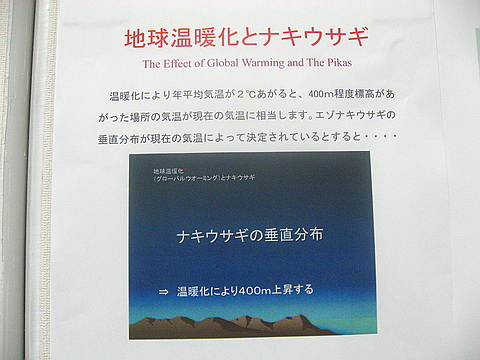 地球温暖化とナキウサギ
The Effect of Global Warming and The Pikas
温暖化により年平均気温が２℃あがると、400m程度標高があ
がった場所の気温が現在の気温に相当します。エゾナキウサギの
垂直分布が現在の気温によって決定されているとすると・・・・
地球温暖化
(グローバルウオーミング)とナキウサギ
ナキウサギの垂直分布
⇒ 温暖化により400m上昇する